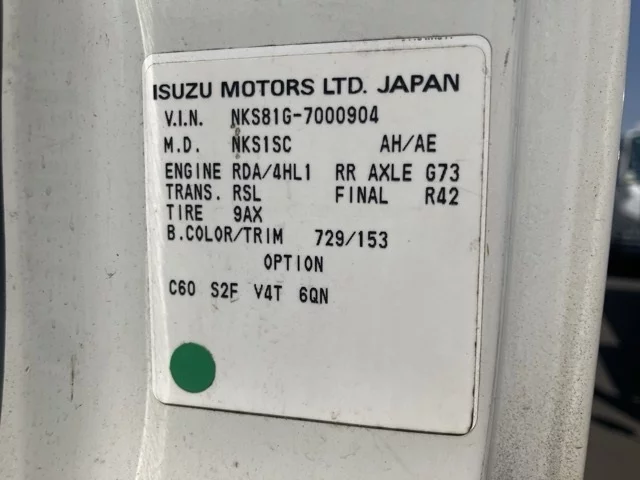 ISUZU MOTORS LTD. JAPAN
V.I.N. NKS81G-7000904
M.D. NKS1SC AH/AE
ENGINE RDA/4HL1 RR AXLE G73
TRANS. RSL FINAL R42
TIRE 9AX
B.COLOR/TRIM 729/153
OPTION
C60 S2F V4T 6QN